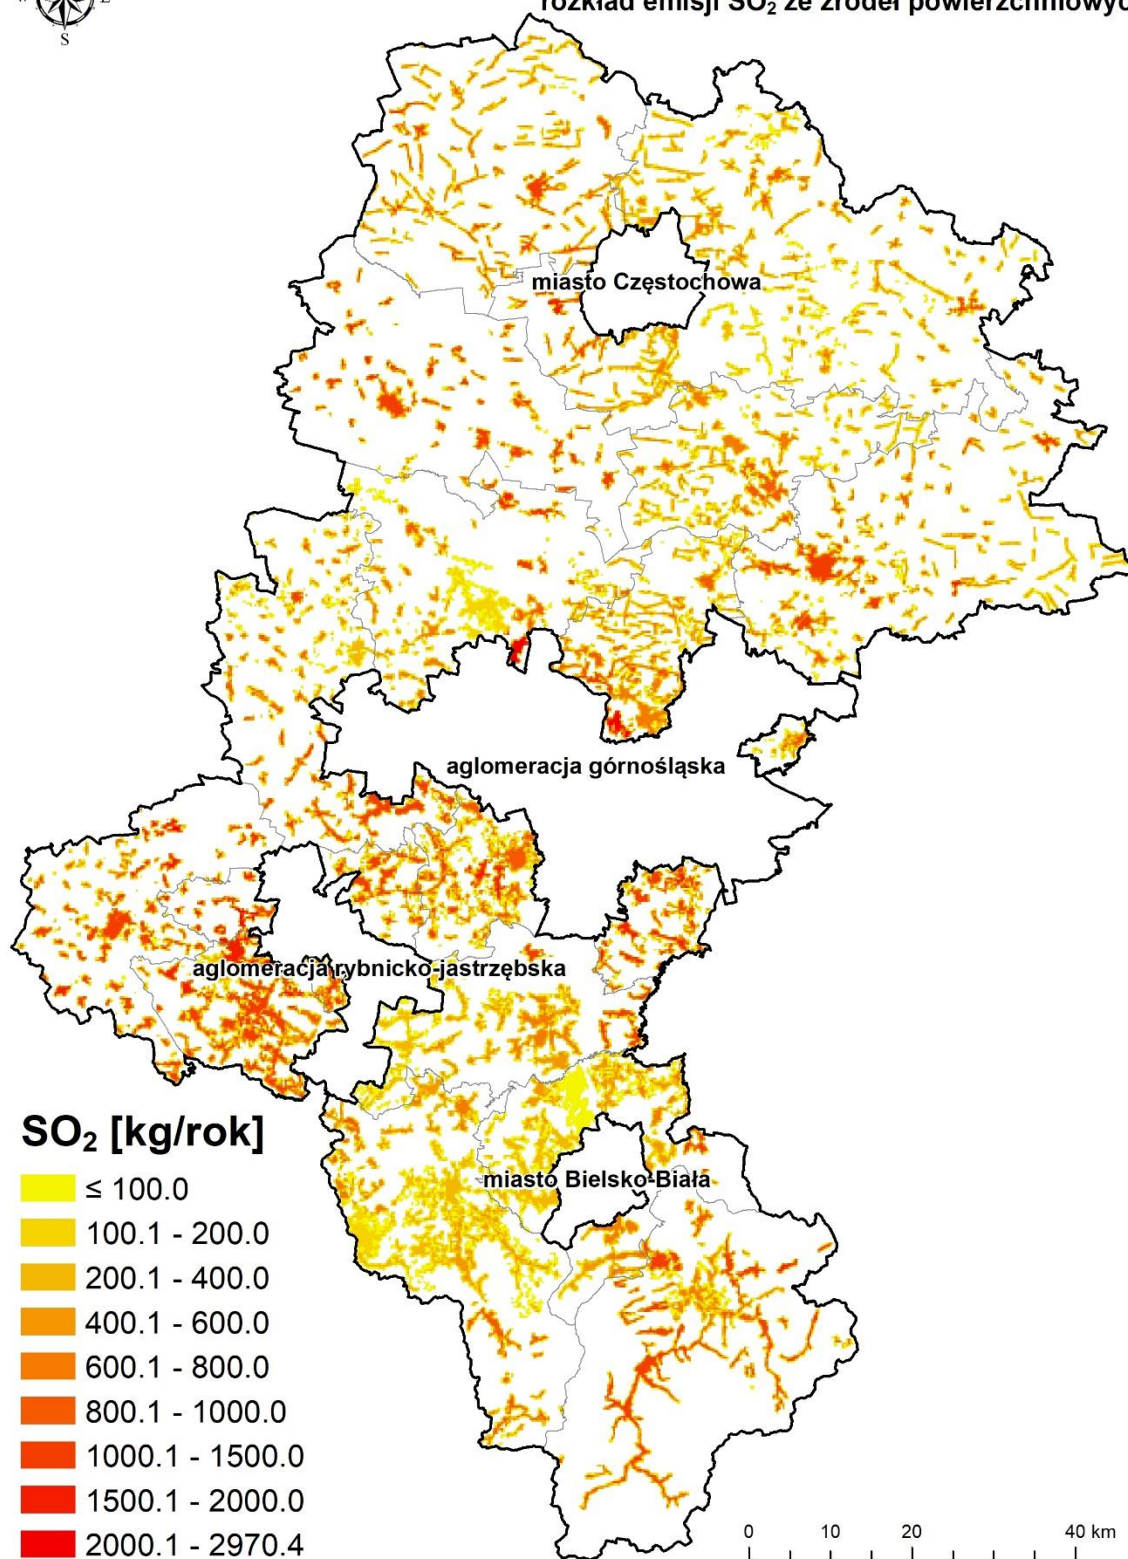 rozkład emisji SO₂ ze źródeł powierzchniowyc
S
miasto Częstochowa
aglomeracja górnośląska
aglomeracja rybnicko-jastrzębska
miasto Bielsko-Biała
SO₂ [kg/rok]
≤ 100.0
100.1 - 200.0
200.1 - 400.0
400.1 - 600.0
600.1 - 800.0
800.1 - 1000.0
1000.1 - 1500.0
1500.1 - 2000.0
2000.1 - 2970.4
0 10 20 40 km